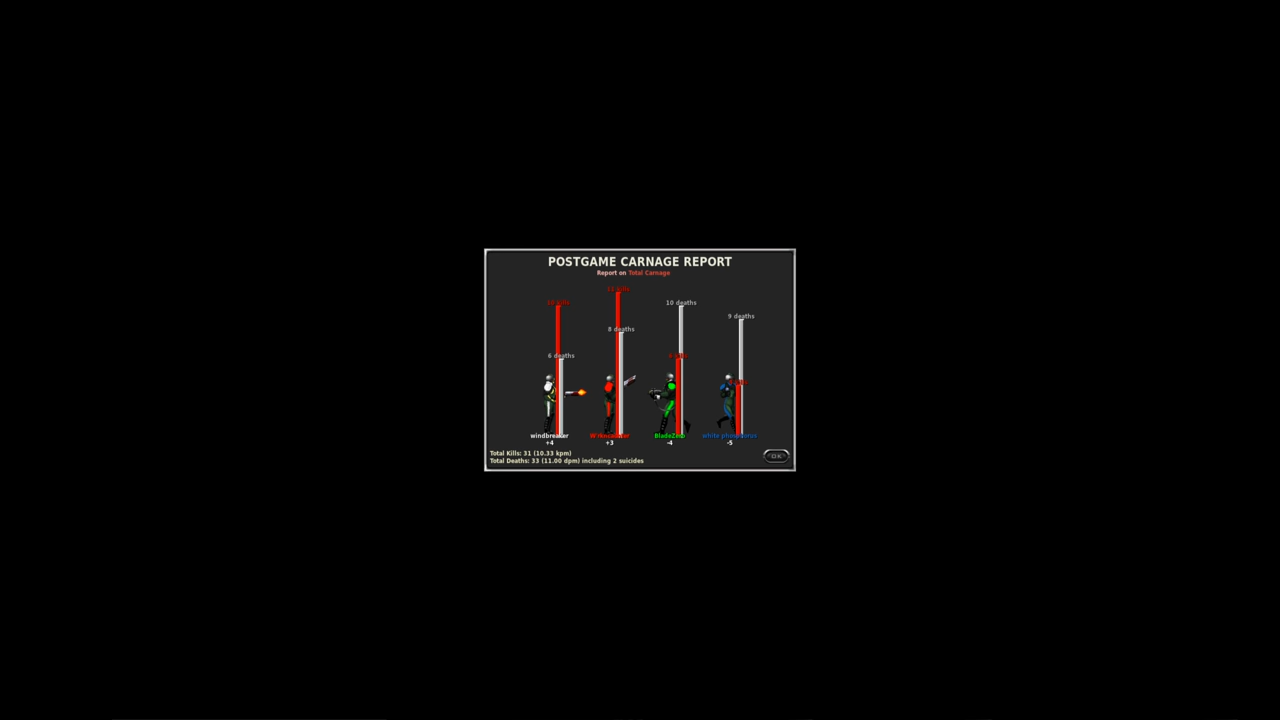 POSTGAME CARNAGE REPORT
Report on Total Carnage
10 kills
11 kills
10 deaths
9 deaths
8 deaths
6 deaths
6 kills
windbreaker
BladeZero
white phosphorus
+4
+3
-4
-5
Total Kills: 31 (10.33 kpm)
Total Deaths: 33 (11.00 dpm) including 2 suicides
OK